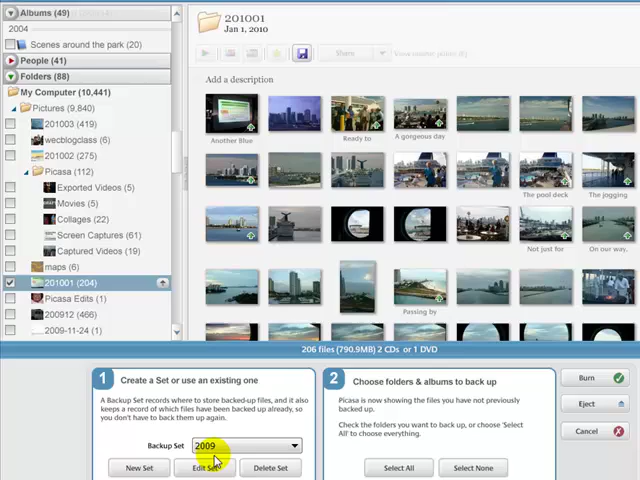 Albums (49)
2004
Scenes around the park (20)
People (41)
Folders (88)
My Computer (10,441)
Pictures (9,840)
201003 (419)
wecblogclass (6)
201002 (275)
Picasa (112)
Exported Videos (5)
Movies (5)
Collages (22)
Screen Captures (61)
Captured Videos (19)
maps (6)
201001 (204)
Picasa Edits (1)
200912 (466)
2009-11-24 (1)
201001
Jan 1, 2010
Share
Add a description
Another Blue
Ready to
A gorgeous day
The pool deck
The jogging
Not just for
On our way.
Passing by
206 files (790.9MB) 2 CDs or 1 DVD
1 Create a Set or use an existing one
A Backup Set records where to store backed-up files, and it also
keeps a record of which files have been backed up already, so
you don't have to back them up again.
Backup Set 2009
New Set Edit Set Delete Set
2 Choose folders & albums to back up
Picasa is now showing the files you have not previously
backed up.
Check the folders you want to back up, or choose 'Select
All' to choose everything.
Select All Select None
Burn
Eject
Cancel